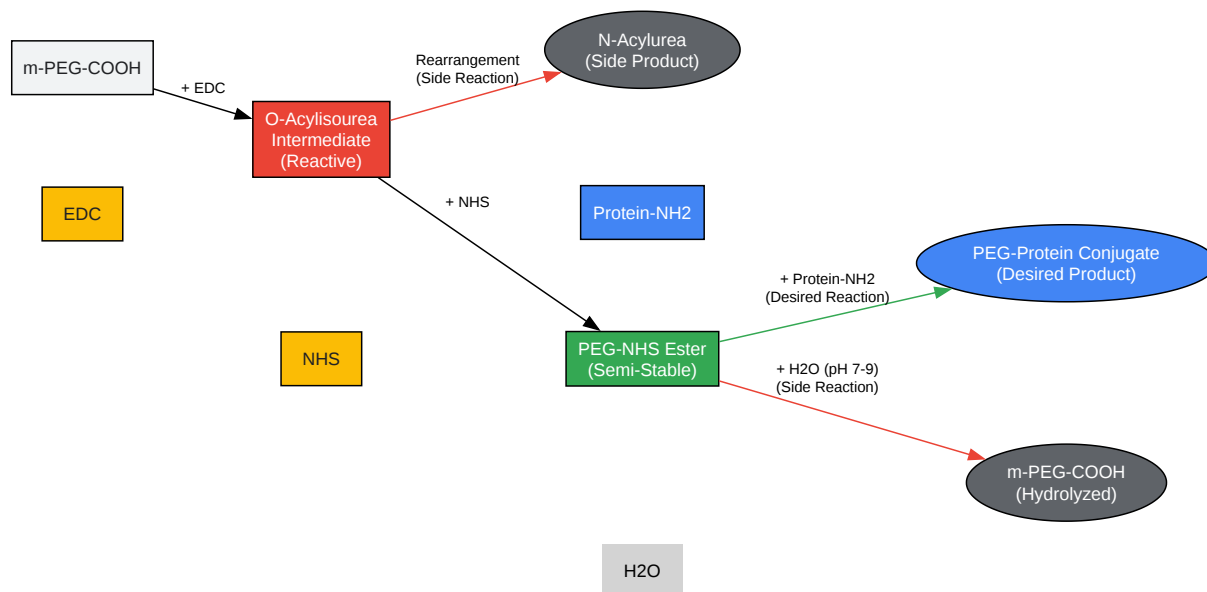 m-PEG-COOH
+ EDC
O-Acylisourea
Intermediate
(Reactive)
Rearrangement
(Side Reaction)
N-Acylurea
(Side Product)
EDC
+ NHS
Protein-NH2
NHS
PEG-NHS Ester
(Semi-Stable)
+ Protein-NH2
(Desired Reaction)
PEG-Protein Conjugate
(Desired Product)
+ H2O (pH 7-9)
(Side Reaction)
m-PEG-COOH
(Hydrolyzed)
H2O